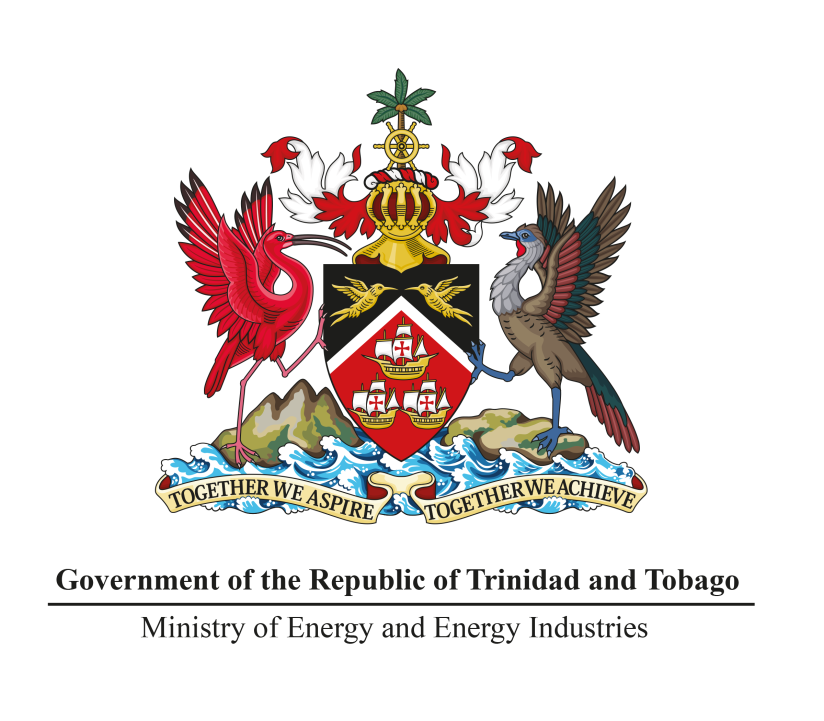 TOGETHER WE ASPIRE TOGETHER WE ACHIEVE
Government of the Republic of Trinidad and Tobago
Ministry of Energy and Energy Industries